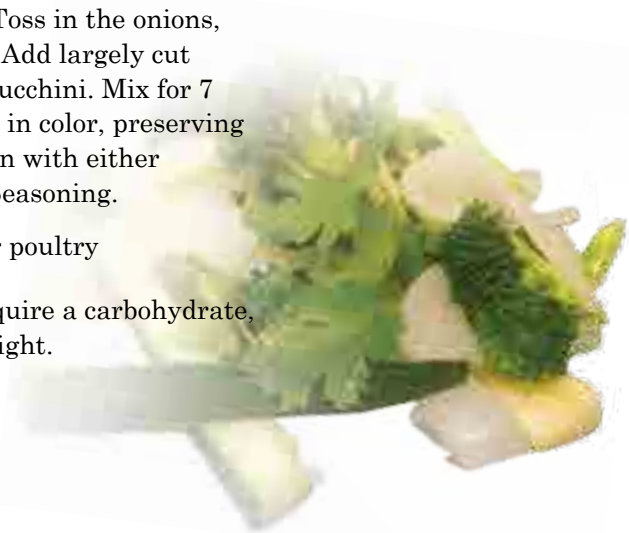 Toss in the onions,
Add largely cut
ucchini. Mix for 7
in color, preserving
n with either
easoning.
poultry
quire a carbohydrate,
ight.